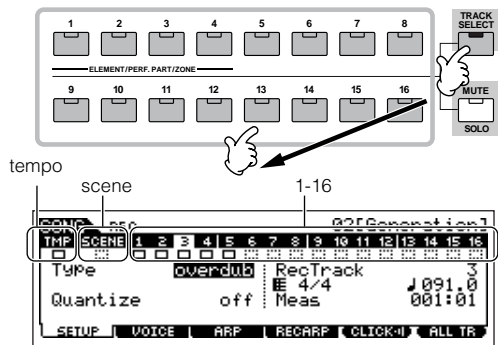 1 2 3 4 5 6 7 8
TRACK SELECT
ELEMENT/PERF. PART/ZONE
9 10 11 12 13 14 15 16
MUTE
SOLO
tempo
scene
1-16
02[Generation]
TMP SCENE 1 2 3 4 5 6 7 8 9 10 11 12 13 14 15 16
Type overdub RecTrack 3
4/4 ♩091.0
Quantize off Meas 001:01
SETUP VOICE ARP RECARP CLICK ALL TR